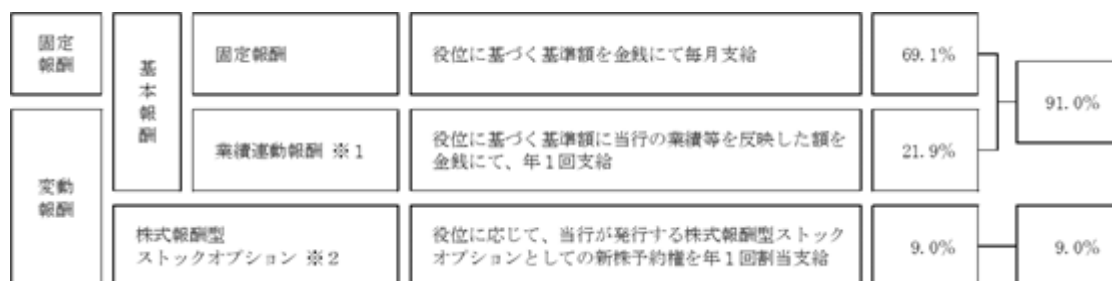 固定
報酬
基
本
報
酬
固定報酬
役位に基づく基準額を金銭にて毎月支給
69.1%
91.0%
変動
報酬
業績連動報酬 ※1
役位に基づく基準額に当行の業績等を反映した額を
金銭にて、年1回支給
21.9%
株式報酬型
ストックオプション ※2
役位に応じて、当行が発行する株式報酬型ストック
オプションとしての新株予約権を年1回割当支給
9.0%
9.0%